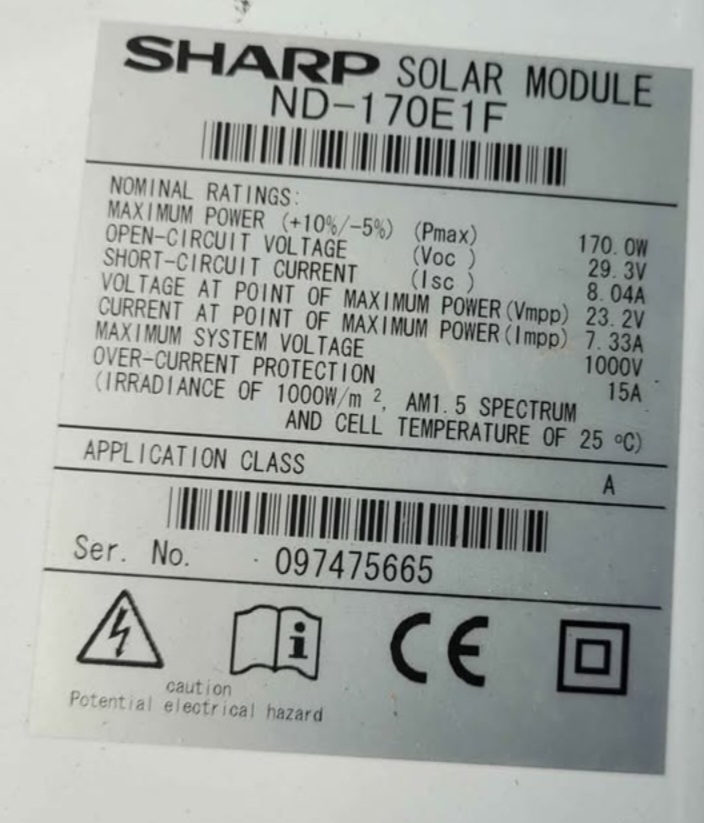 SHARP SOLAR MODULE
ND-170E1F
NOMINAL RATINGS:
MAXIMUM POWER (+10%/-5%) (Pmax) 170.0W
OPEN-CIRCUIT VOLTAGE (Voc ) 29.3V
SHORT-CIRCUIT CURRENT (Isc ) 8.04A
VOLTAGE AT POINT OF MAXIMUM POWER(Vmpp) 23.2V
CURRENT AT POINT OF MAXIMUM POWER(Impp) 7.33A
MAXIMUM SYSTEM VOLTAGE 1000V
OVER-CURRENT PROTECTION 15A
(IRRADIANCE OF 1000W/m ², AM1.5 SPECTRUM
AND CELL TEMPERATURE OF 25 ºC)
APPLICATION CLASS A
Ser. No. 097475665
CE
caution
Potential electrical hazard